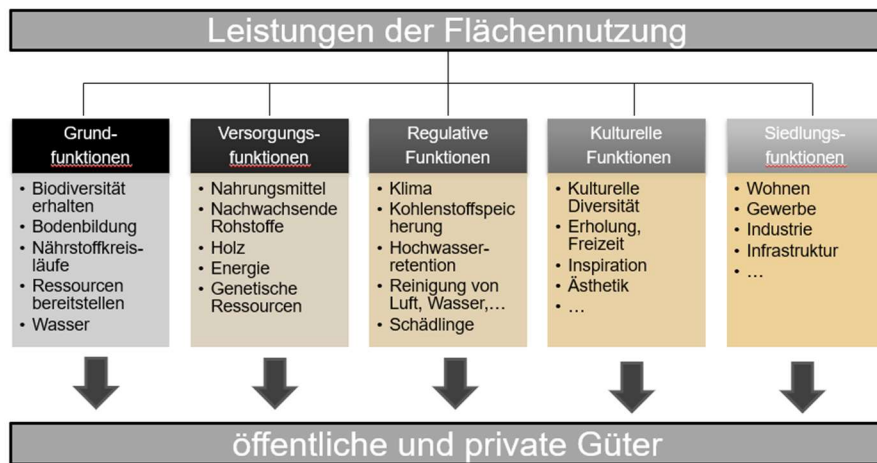 Leistungen der Flächennutzung
Grund-
funktionen
• Biodiversität
erhalten
• Bodenbildung
• Nährstoffkreis-
läufe
• Ressourcen
bereitstellen
• Wasser
Versorgungs-
funktionen
• Nahrungsmittel
• Nachwachsende
Rohstoffe
• Holz
• Energie
• Genetische
Ressourcen
Regulative
Funktionen
• Klima
• Kohlenstoffspeic
herung
• Hochwasser-
retention
• Reinigung von
Luft, Wasser,…
• Schädlinge
Kulturelle
Funktionen
• Kulturelle
Diversität
• Erholung,
Freizeit
• Inspiration
• Ästhetik
• …
Siedlungs-
funktionen
• Wohnen
• Gewerbe
• Industrie
• Infrastruktur
• …
öffentliche und private Güter